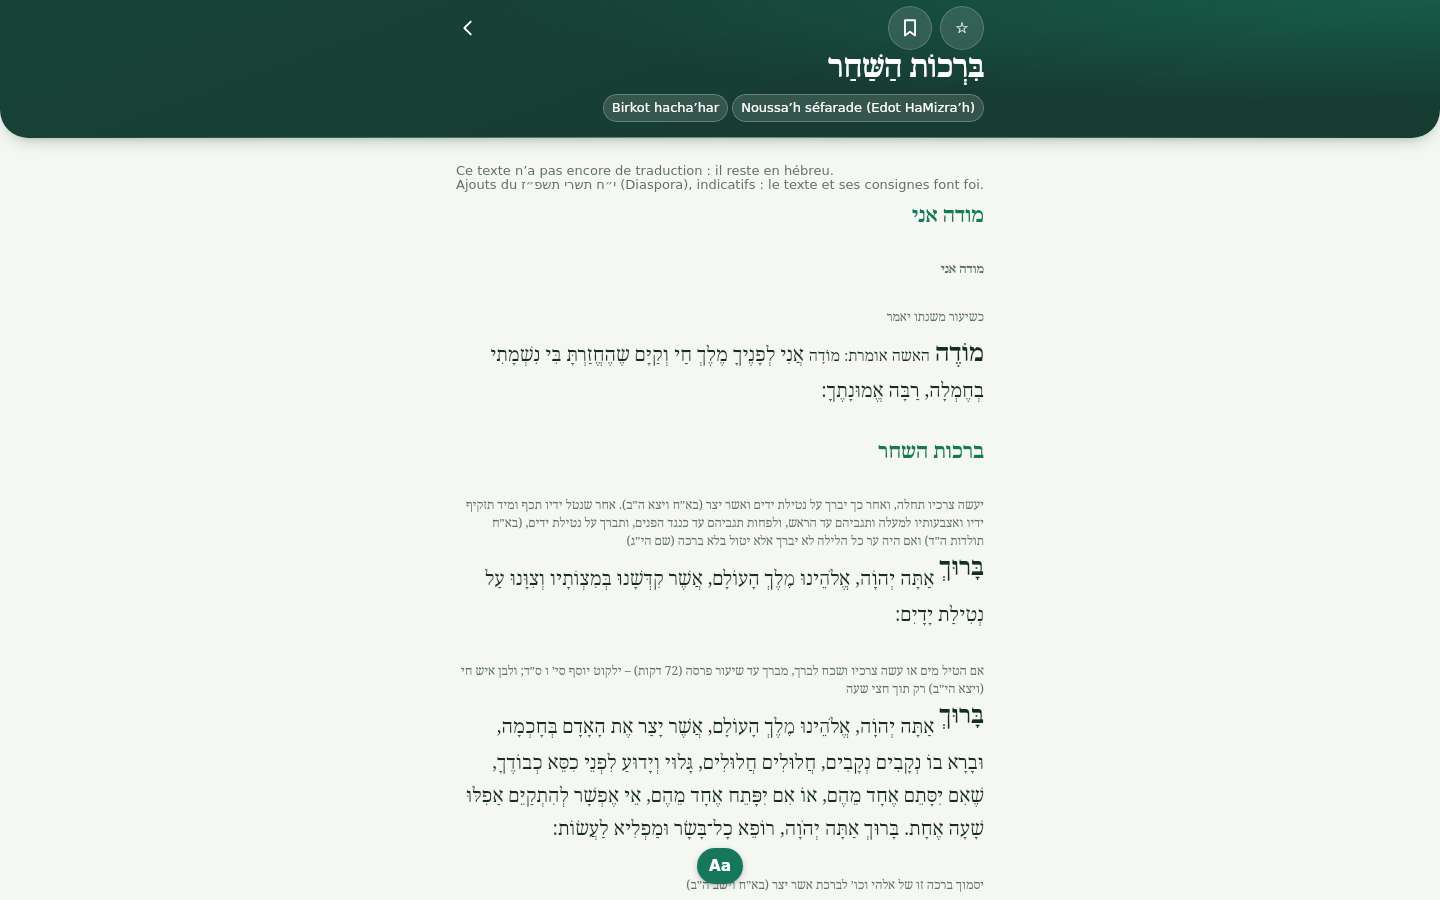 בִּרְכוֹת הַשַּׁחַר
Noussa’h séfarade (Edot HaMizra’h)
Birkot hacha’har
Ce texte n’a pas encore de traduction : il reste en hébreu.
Ajouts du י״ח תשרי תשפ״ז (Diaspora), indicatifs : le texte et ses consignes font foi.
מודה אני
מודה אני
כשיעור משנתו יאמר
מוֹדֶה האשה אומרת: מוֹדָה אֲנִי לְפָנֶיךָ מֶלֶךְ חַי וְקַיָּם שֶׁהֶחֱזַרְתָּ בִּי נִשְׁמָתִי
בְחֶמְלָה, רַבָּה אֱמוּנָתֶךָ:
ברכות השחר
יעשה צרכיו תחלה, ואחר כך יברך על נטילת ידים ואשר יצר (בא״ח ויצא ה״ב). אחר שנטל ידיו תכף ומיד תזקיף
ידיו ואצבעותיו למעלה ותגביהם עד הראש, ולפחות תגביהם עד כנגד הפנים, ותברך על נטילת ידים, (בא״ח
תולדות ה״ד) ואם היה ער כל הלילה לא יברך אלא יטול בלא ברכה (שם הי״ג)
בָּרוּךְ אַתָּה יְהֹוָה, אֱלֹהֵינוּ מֶלֶךְ הָעוֹלָם, אֲשֶׁר קִדְּשָׁנוּ בְּמִצְוֹתָיו וְצִוָּנוּ עַל
נְטִילַת יָדָיִם:
אם הטיל מים או עשה צרכיו ושכח לברך, מברך עד שיעור פרסה (72 דקות) – ילקוט יוסף סי׳ ו ס״ד; ולבן איש חי
(ויצא הי״ב) רק תוך חצי שעה
בָּרוּךְ אַתָּה יְהֹוָה, אֱלֹהֵינוּ מֶלֶךְ הָעוֹלָם, אֲשֶׁר יָצַר אֶת הָאָדָם בְּחָכְמָה,
וּבָרָא בוֹ נְקָבִים נְקָבִים, חֲלוּלִים חֲלוּלִים, גָּלוּי וְיָדוּעַ לִפְנֵי כִסֵּא כְבוֹדֶךָ,
שֶׁאִם יִסָּתֵם אֶחָד מֵהֶם, אוֹ אִם יִפָּתֵחַ אֶחָד מֵהֶם, אֵי אֶפְשָׁר לְהִתְקַיֵּם אַפִלּוּ
שָׁעָה אֶחָת. בָּרוּךְ אַתָּה יְהֹוָה, רוֹפֵא כָל־בָּשָׂר וּמַפְלִיא לַעֲשׂוֹת:
Aa
יסמוך ברכה זו של אלהי וכו׳ לברכת אשר יצר (בא״ח וישב ה״ב)